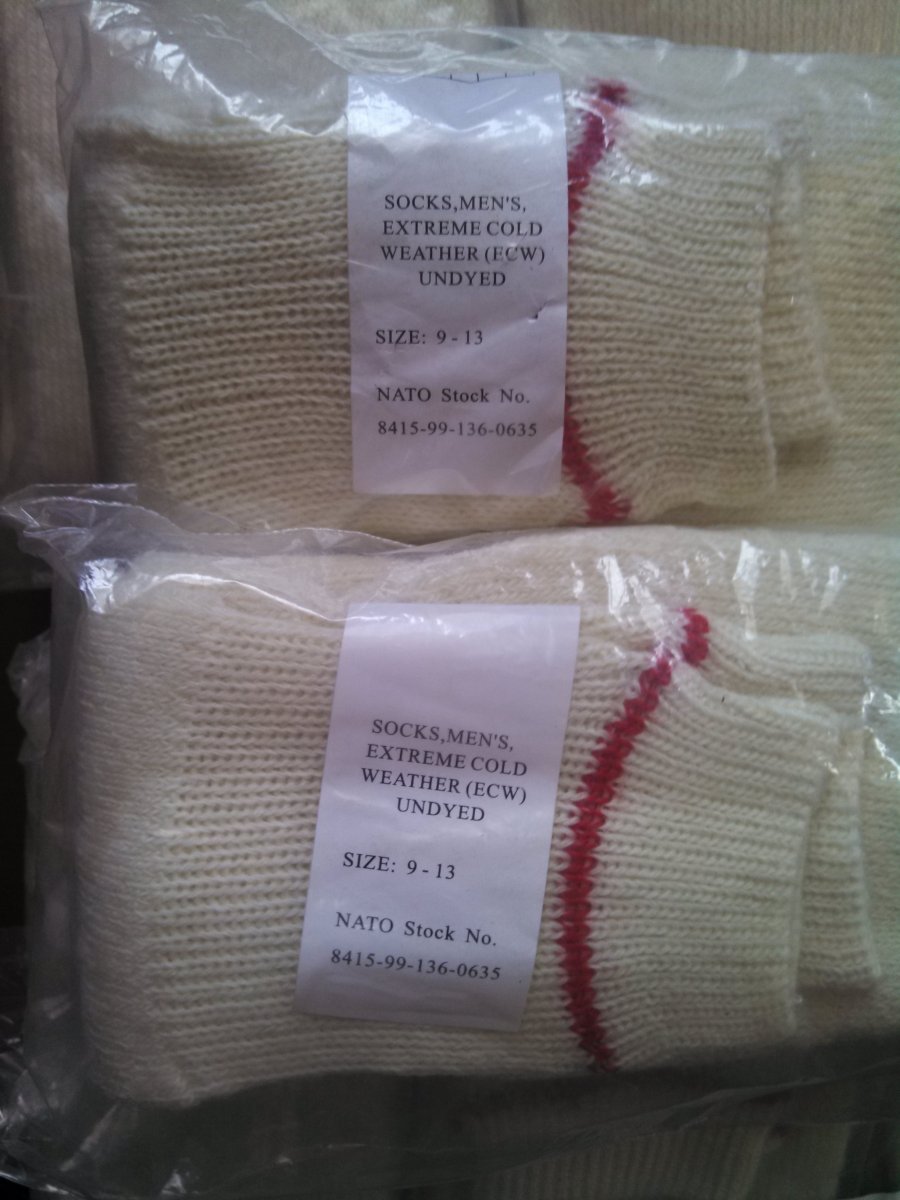 SOCKS,MEN'S,
EXTREME COLD
WEATHER (ECW)
UNDYED
SIZE: 9 - 13
NATO Stock No.
8415-99-136-0635
SOCKS,MEN'S,
EXTREME COLD
WEATHER (ECW)
UNDYED
SIZE: 9 - 13
NATO Stock No.
8415-99-136-0635